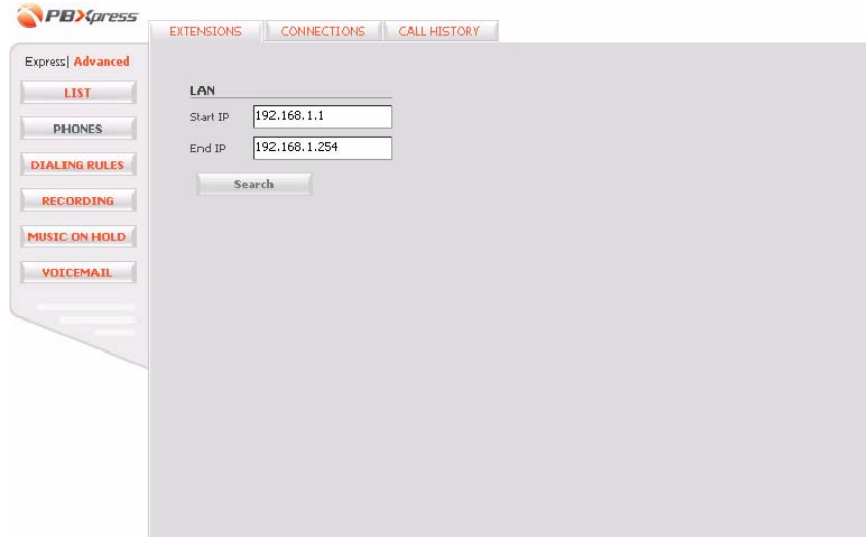 PBXpress
EXTENSIONS CONNECTIONS CALL HISTORY
Express| Advanced
LIST
PHONES
DIALING RULES
RECORDING
MUSIC ON HOLD
VOICEMAIL
LAN
Start IP 192.168.1.1
End IP 192.168.1.254
Search